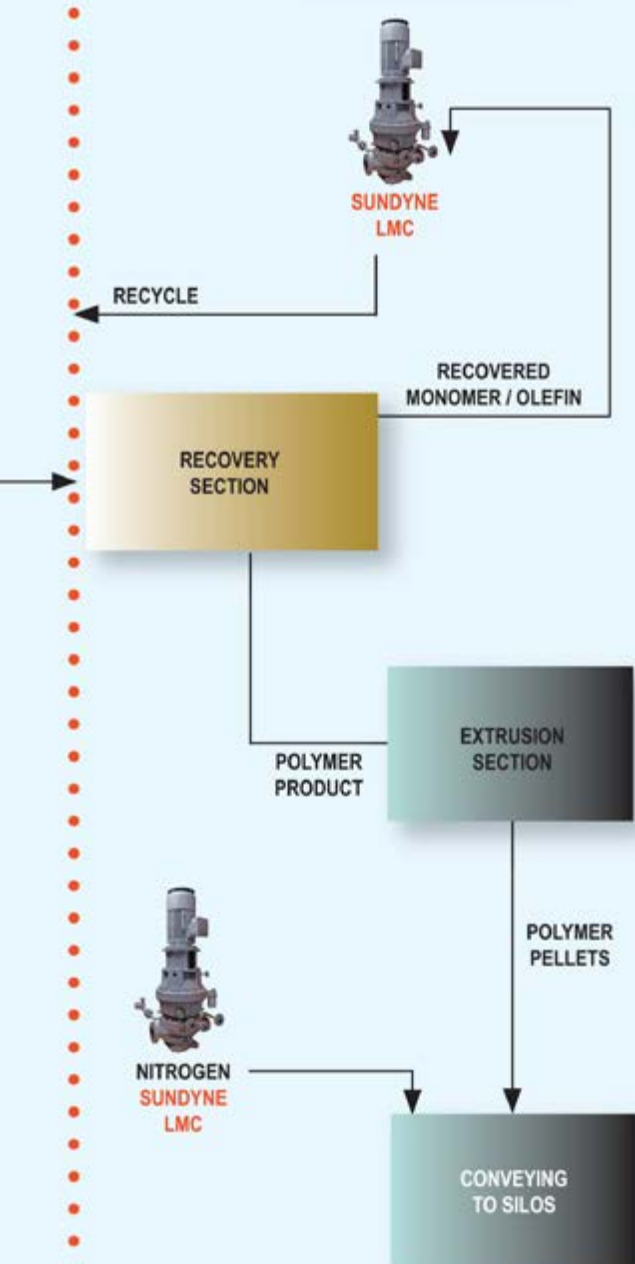 SUNDYNE
LMC
RECYCLE
RECOVERED
MONOMER / OLEFIN
RECOVERY
SECTION
EXTRUSION
SECTION
POLYMER
PRODUCT
POLYMER
PELLETS
NITROGEN
SUNDYNE
LMC
CONVEYING
TO SILOS